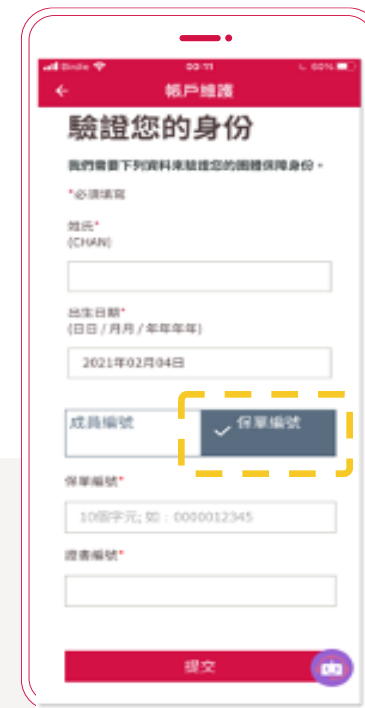 Birdie
09:11
60%
帳戶維護
驗證您的身份
我們需要下列資料來驗證您的團體保障身份。
*必須填寫
姓氏*
(CHAN)
出生日期*
(日日 / 月月 / 年年年年)
2021年02月04日
成員編號
保單編號
保單編號*
10個字元; 如 : 0000012345
證書編號*
提交